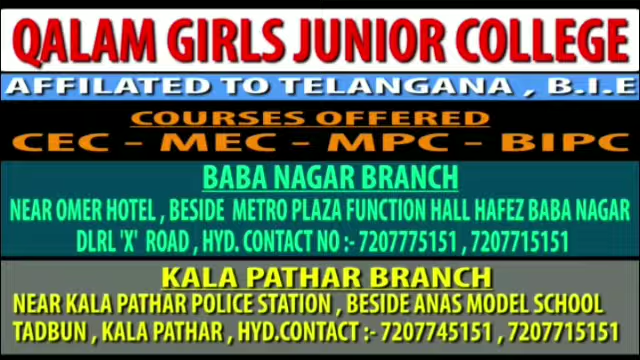 QALAM GIRLS JUNIOR COLLEGE
AFFILATED TO TELANGANA , B.I.E
COURSES OFFERED
CEC - MEC - MPC - BIPC
BABA NAGAR BRANCH
NEAR OMER HOTEL , BESIDE METRO PLAZA FUNCTION HALL HAFEZ BABA NAGAR
DLRL 'X' ROAD , HYD. CONTACT NO :- 7207775151 , 7207715151
KALA PATHAR BRANCH
NEAR KALA PATHAR POLICE STATION , BESIDE ANAS MODEL SCHOOL
TADBUN , KALA PATHAR , HYD.CONTACT :- 7207745151 , 7207715151